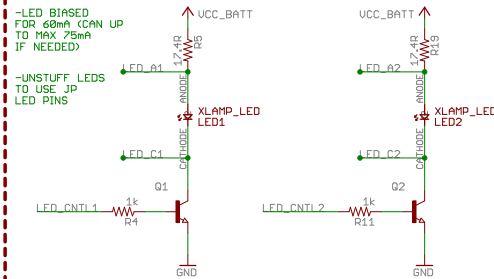 -LED BIASED
FOR 60mA (CAN UP
TO MAX 75mA
IF NEEDED)
-UNSTUFF LEDS
TO USE JP
LED PINS
VCC_BATT
17.4R
R5
LED_A1
ANODE
XLAMP_LED
LED1
CATHODE
LED_C1
Q1
LED_CNTL1
1k
R4
GND
VCC_BATT
17.4R
R19
LED_A2
ANODE
XLAMP_LED
LED2
CATHODE
LED_C2
Q2
LED_CNTL2
1k
R11
GND